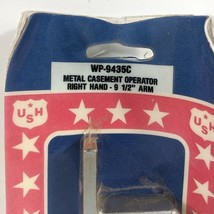 WP-9435C
METAL CASEMENT OPERATOR
RIGHT HAND - 9 1/2" ARM
USH
USH